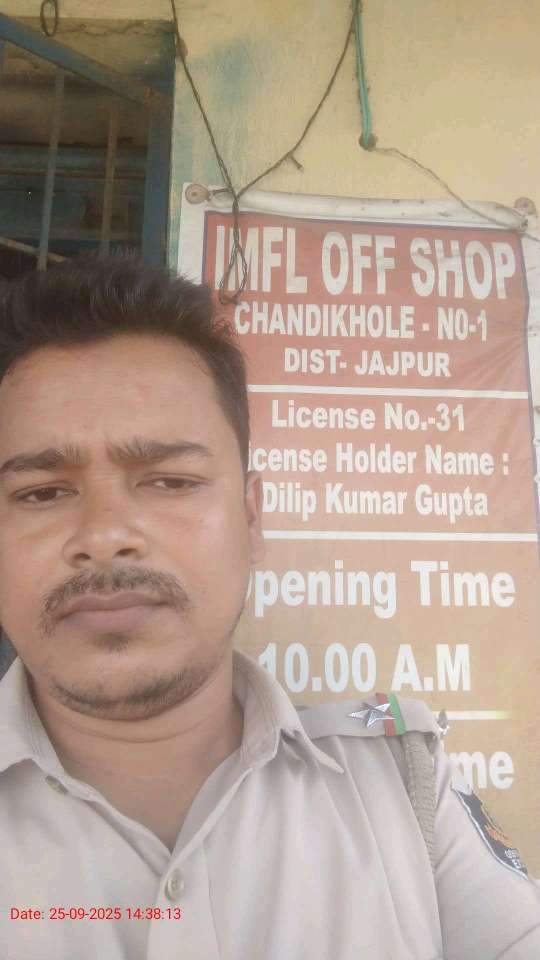 IMFL OFF SHOP
CHANDIKHOLE - NO-1
DIST- JAJPUR
License No.-31
icense Holder Name :
Dilip Kumar Gupta
pening Time
10.00 A.M
me
Date: 25-09-2025 14:38:13